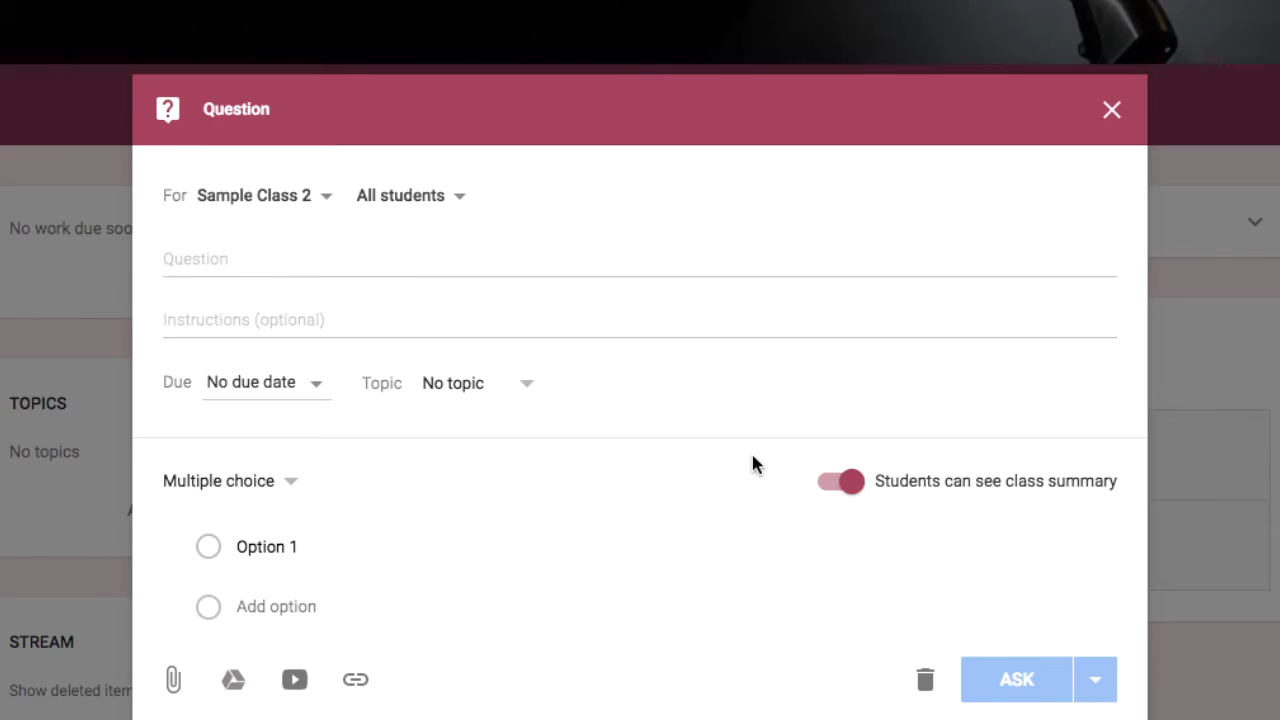 Question
For Sample Class 2 All students
No work due soo
Question
Instructions (optional)
Due No due date Topic No topic
TOPICS
No topics
Multiple choice
Students can see class summary
Option 1
Add option
STREAM
Show deleted item
ASK